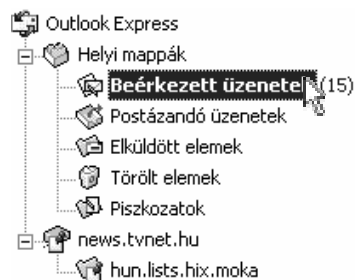 Outlook Express
Helyi mappák
Beérkezett üzenetek (15)
Postázandó üzenetek
Elküldött elemek
Törölt elemek
Piszkozatok
news.tvnet.hu
hun.lists.hix.moka